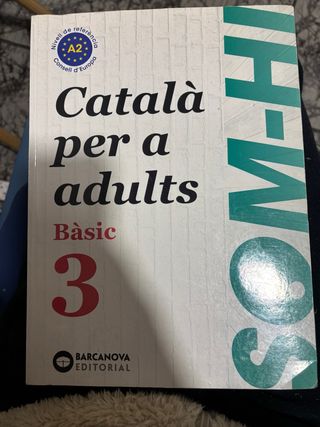 Nivell de referència
A2
Consell d'Europa
Català
per a
adults
Bàsic
3
SOM-HI
BARCANOVA
EDITORIAL